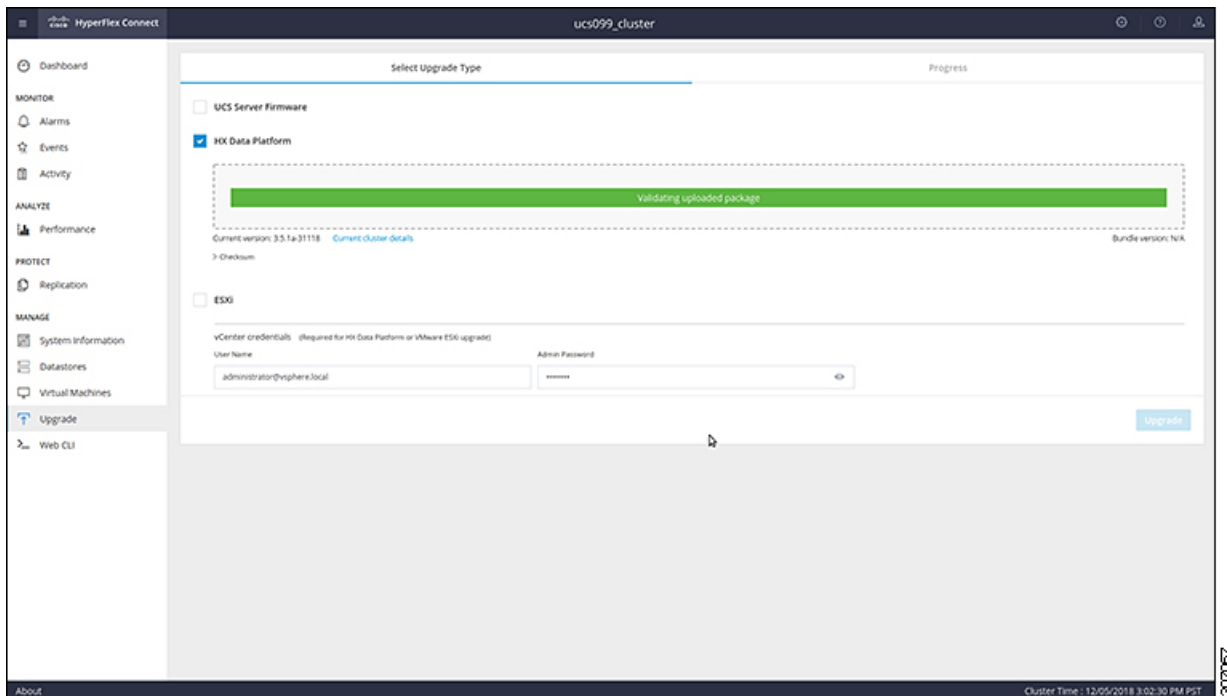 cisco HyperFlex Connect
ucs099_cluster
Dashboard
MONITOR
Alarms
Events
Activity
ANALYZE
Performance
PROTECT
Replication
MANAGE
System Information
Datastores
Virtual Machines
Upgrade
Web CLI
Select Upgrade Type
Progress
UCS Server Firmware
HX Data Platform
Validating uploaded package
Current version: 3.5.1a-31118 Current cluster details
Bundle version: N/A
> Checksum
ESXi
vCenter credentials (Required for HX Data Platform or VMware ESXi upgrade)
User Name
Admin Password
administrator@vsphere.local
Upgrade
About
Cluster Time : 12/05/2018 3:02:30 PM PST